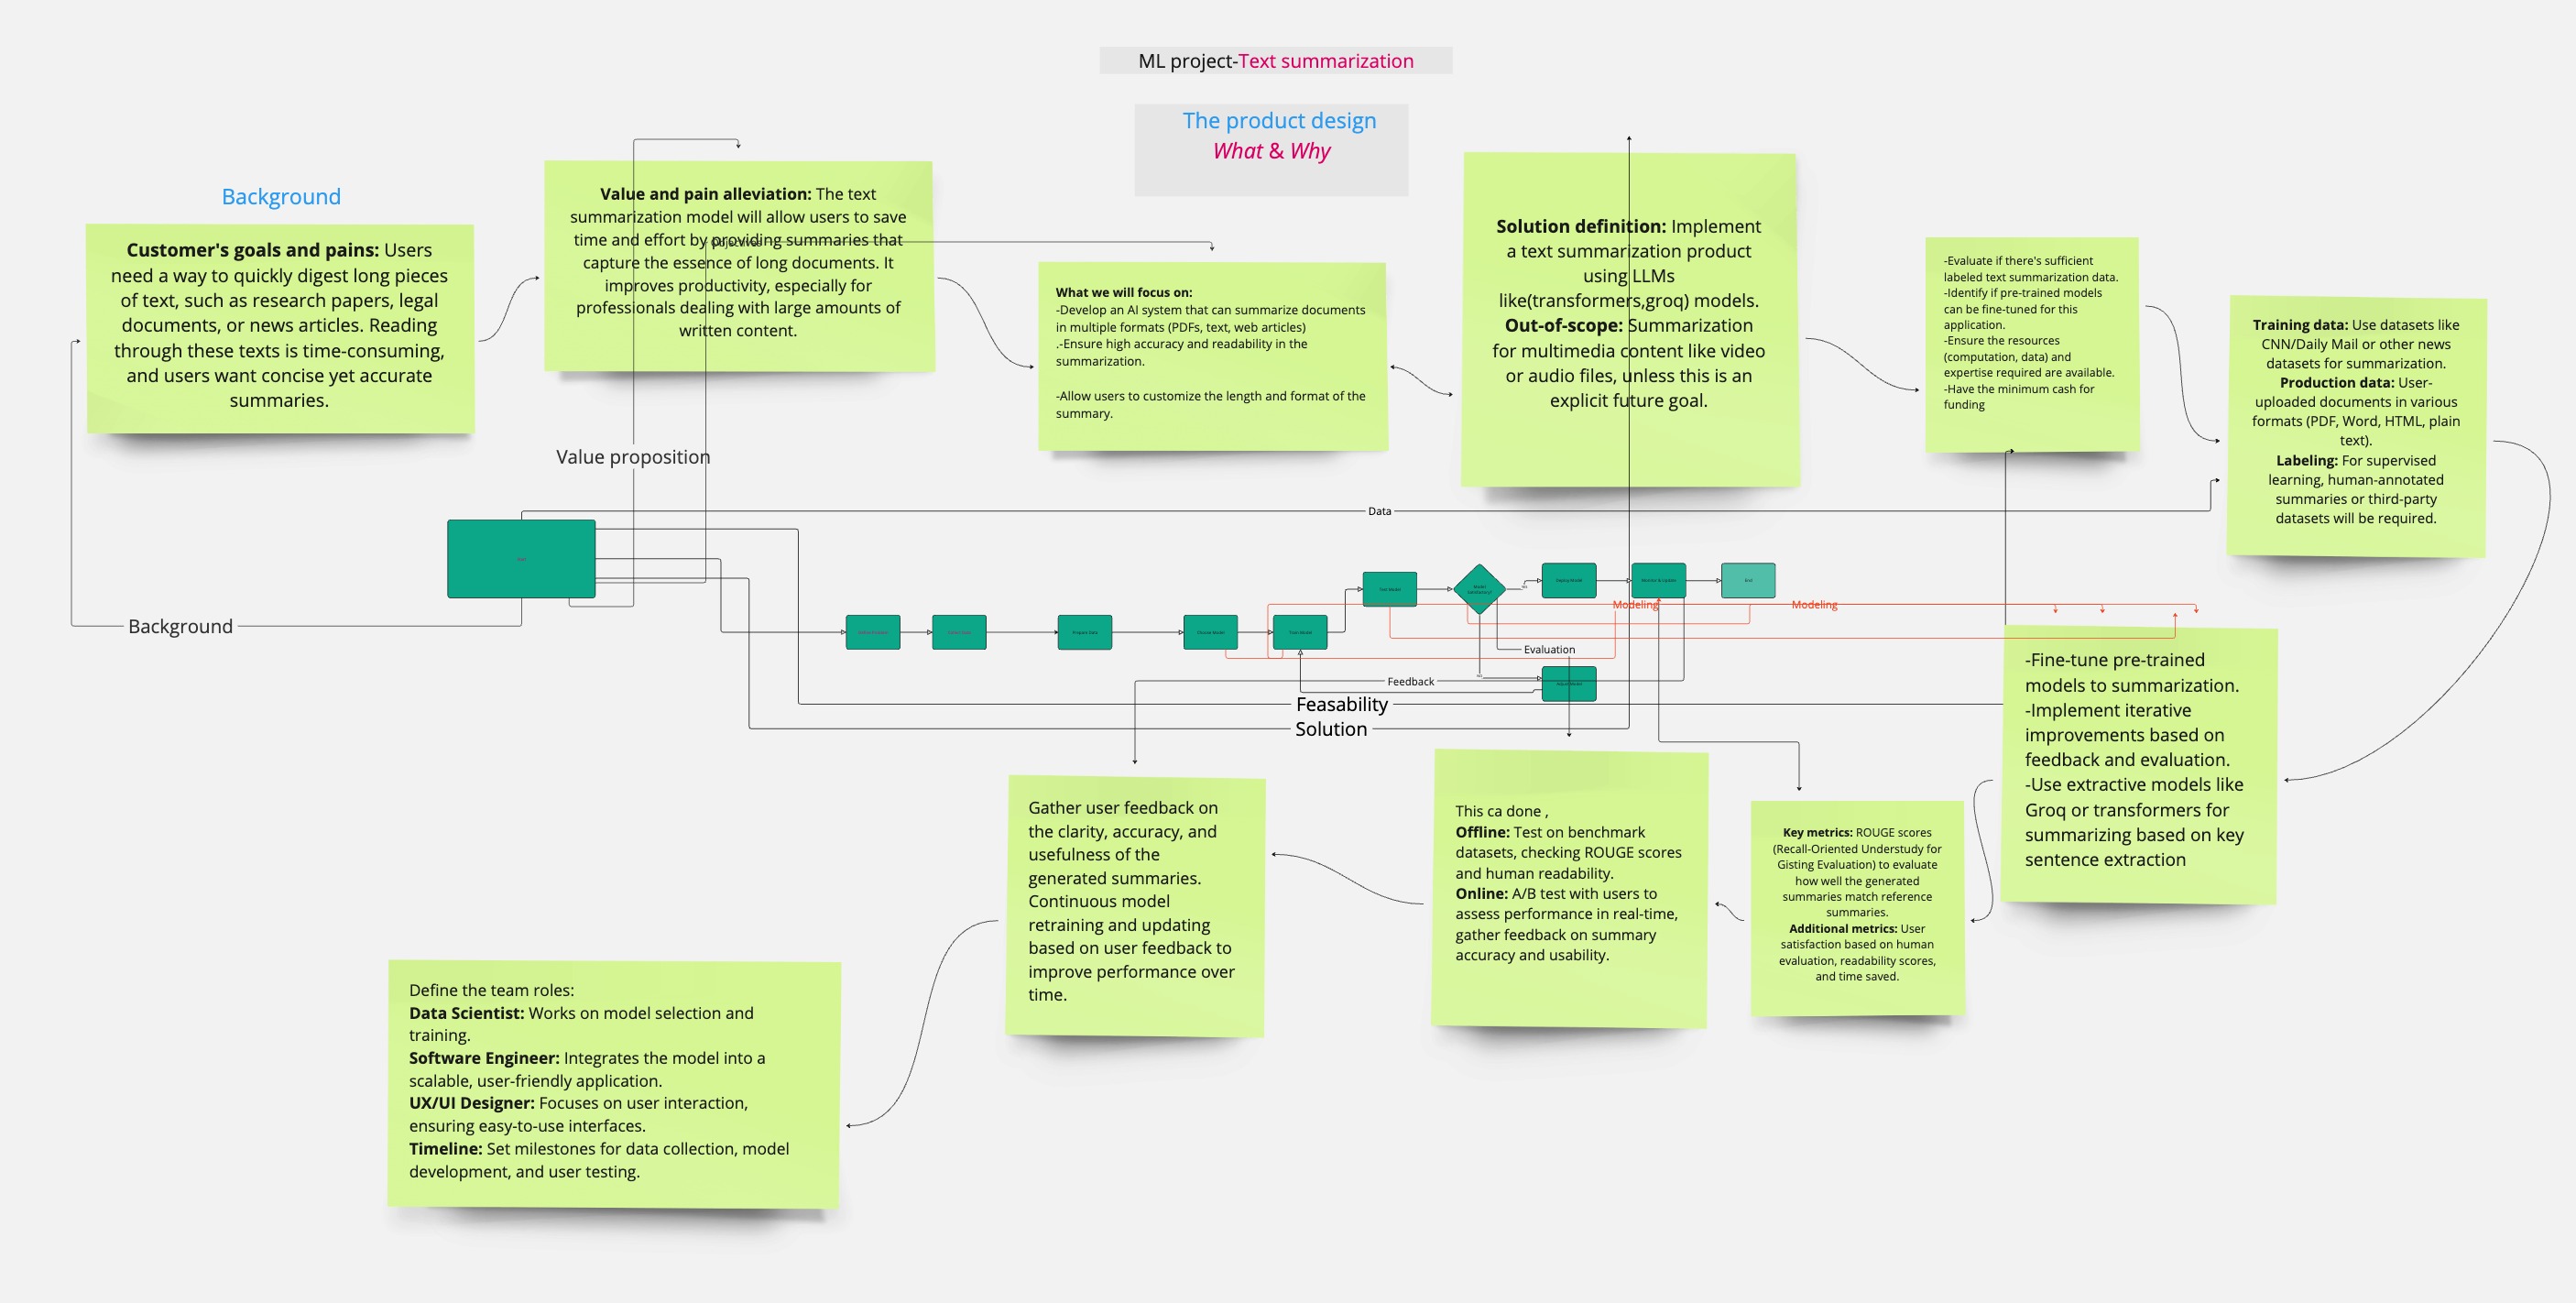 ML project-Text summarization
The product design
What & Why
Background
Customer's goals and pains: Users
need a way to quickly digest long pieces
of text, such as research papers, legal
documents, or news articles. Reading
through these texts is time-consuming,
and users want concise yet accurate
summaries.
Value and pain alleviation: The text
summarization model will allow users to save
time and effort by providing summaries that
capture the essence of long documents. It
improves productivity, especially for
professionals dealing with large amounts of
written content.
Objectives
What we will focus on:
-Develop an AI system that can summarize documents
in multiple formats (PDFs, text, web articles)
.-Ensure high accuracy and readability in the
summarization.
-Allow users to customize the length and format of the
summary.
Solution definition: Implement
a text summarization product
using LLMs
like(transformers,groq) models.
Out-of-scope: Summarization
for multimedia content like video
or audio files, unless this is an
explicit future goal.
-Evaluate if there's sufficient
labeled text summarization data.
-Identify if pre-trained models
can be fine-tuned for this
application.
-Ensure the resources
(computation, data) and
expertise required are available.
-Have the minimum cash for
funding
Training data: Use datasets like
CNN/Daily Mail or other news
datasets for summarization.
Production data: User-
uploaded documents in various
formats (PDF, Word, HTML, plain
text).
Labeling: For supervised
learning, human-annotated
summaries or third-party
datasets will be required.
Value proposition
Data
Background
Prepare Data
Choose Model
Train Model
Test Model
Model
Satisfactory?
Deploy Model
Monitor & Update
End
Modeling
Modeling
Evaluation
Feedback
Feasability
Solution
-Fine-tune pre-trained
models to summarization.
-Implement iterative
improvements based on
feedback and evaluation.
-Use extractive models like
Groq or transformers for
summarizing based on key
sentence extraction
Key metrics: ROUGE scores
(Recall-Oriented Understudy for
Gisting Evaluation) to evaluate
how well the generated
summaries match reference
summaries.
Additional metrics: User
satisfaction based on human
evaluation, readability scores,
and time saved.
This ca done ,
Offline: Test on benchmark
datasets, checking ROUGE scores
and human readability.
Online: A/B test with users to
assess performance in real-time,
gather feedback on summary
accuracy and usability.
Gather user feedback on
the clarity, accuracy, and
usefulness of the
generated summaries.
Continuous model
retraining and updating
based on user feedback to
improve performance over
time.
Define the team roles:
Data Scientist: Works on model selection and
training.
Software Engineer: Integrates the model into a
scalable, user-friendly application.
UX/UI Designer: Focuses on user interaction,
ensuring easy-to-use interfaces.
Timeline: Set milestones for data collection, model
development, and user testing.